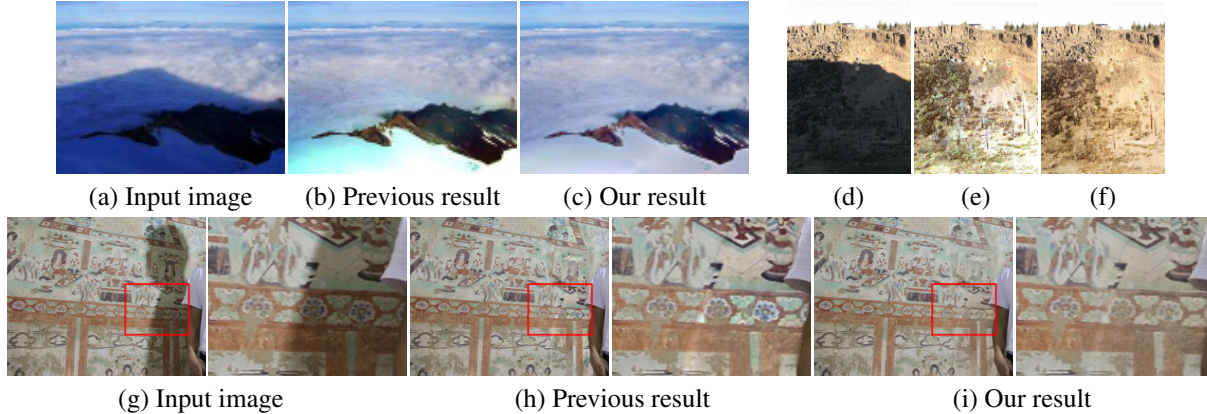 (a) Input image (b) Previous result (c) Our result (d) (e) (f)
(g) Input image (h) Previous result (i) Our result